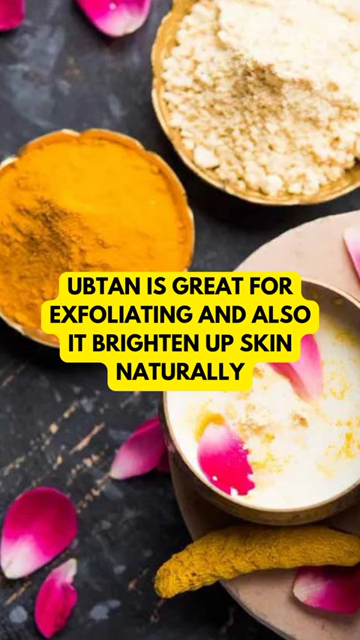 UBTAN IS GREAT FOR
EXFOLIATING AND ALSO
IT BRIGHTEN UP SKIN
NATURALLY